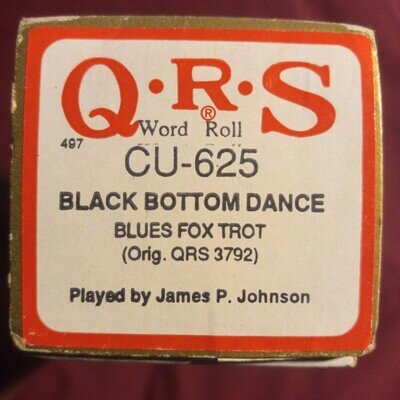 Q·R·S
®
Word Roll
497
CU-625
BLACK BOTTOM DANCE
BLUES FOX TROT
(Orig. QRS 3792)
Played by James P. Johnson